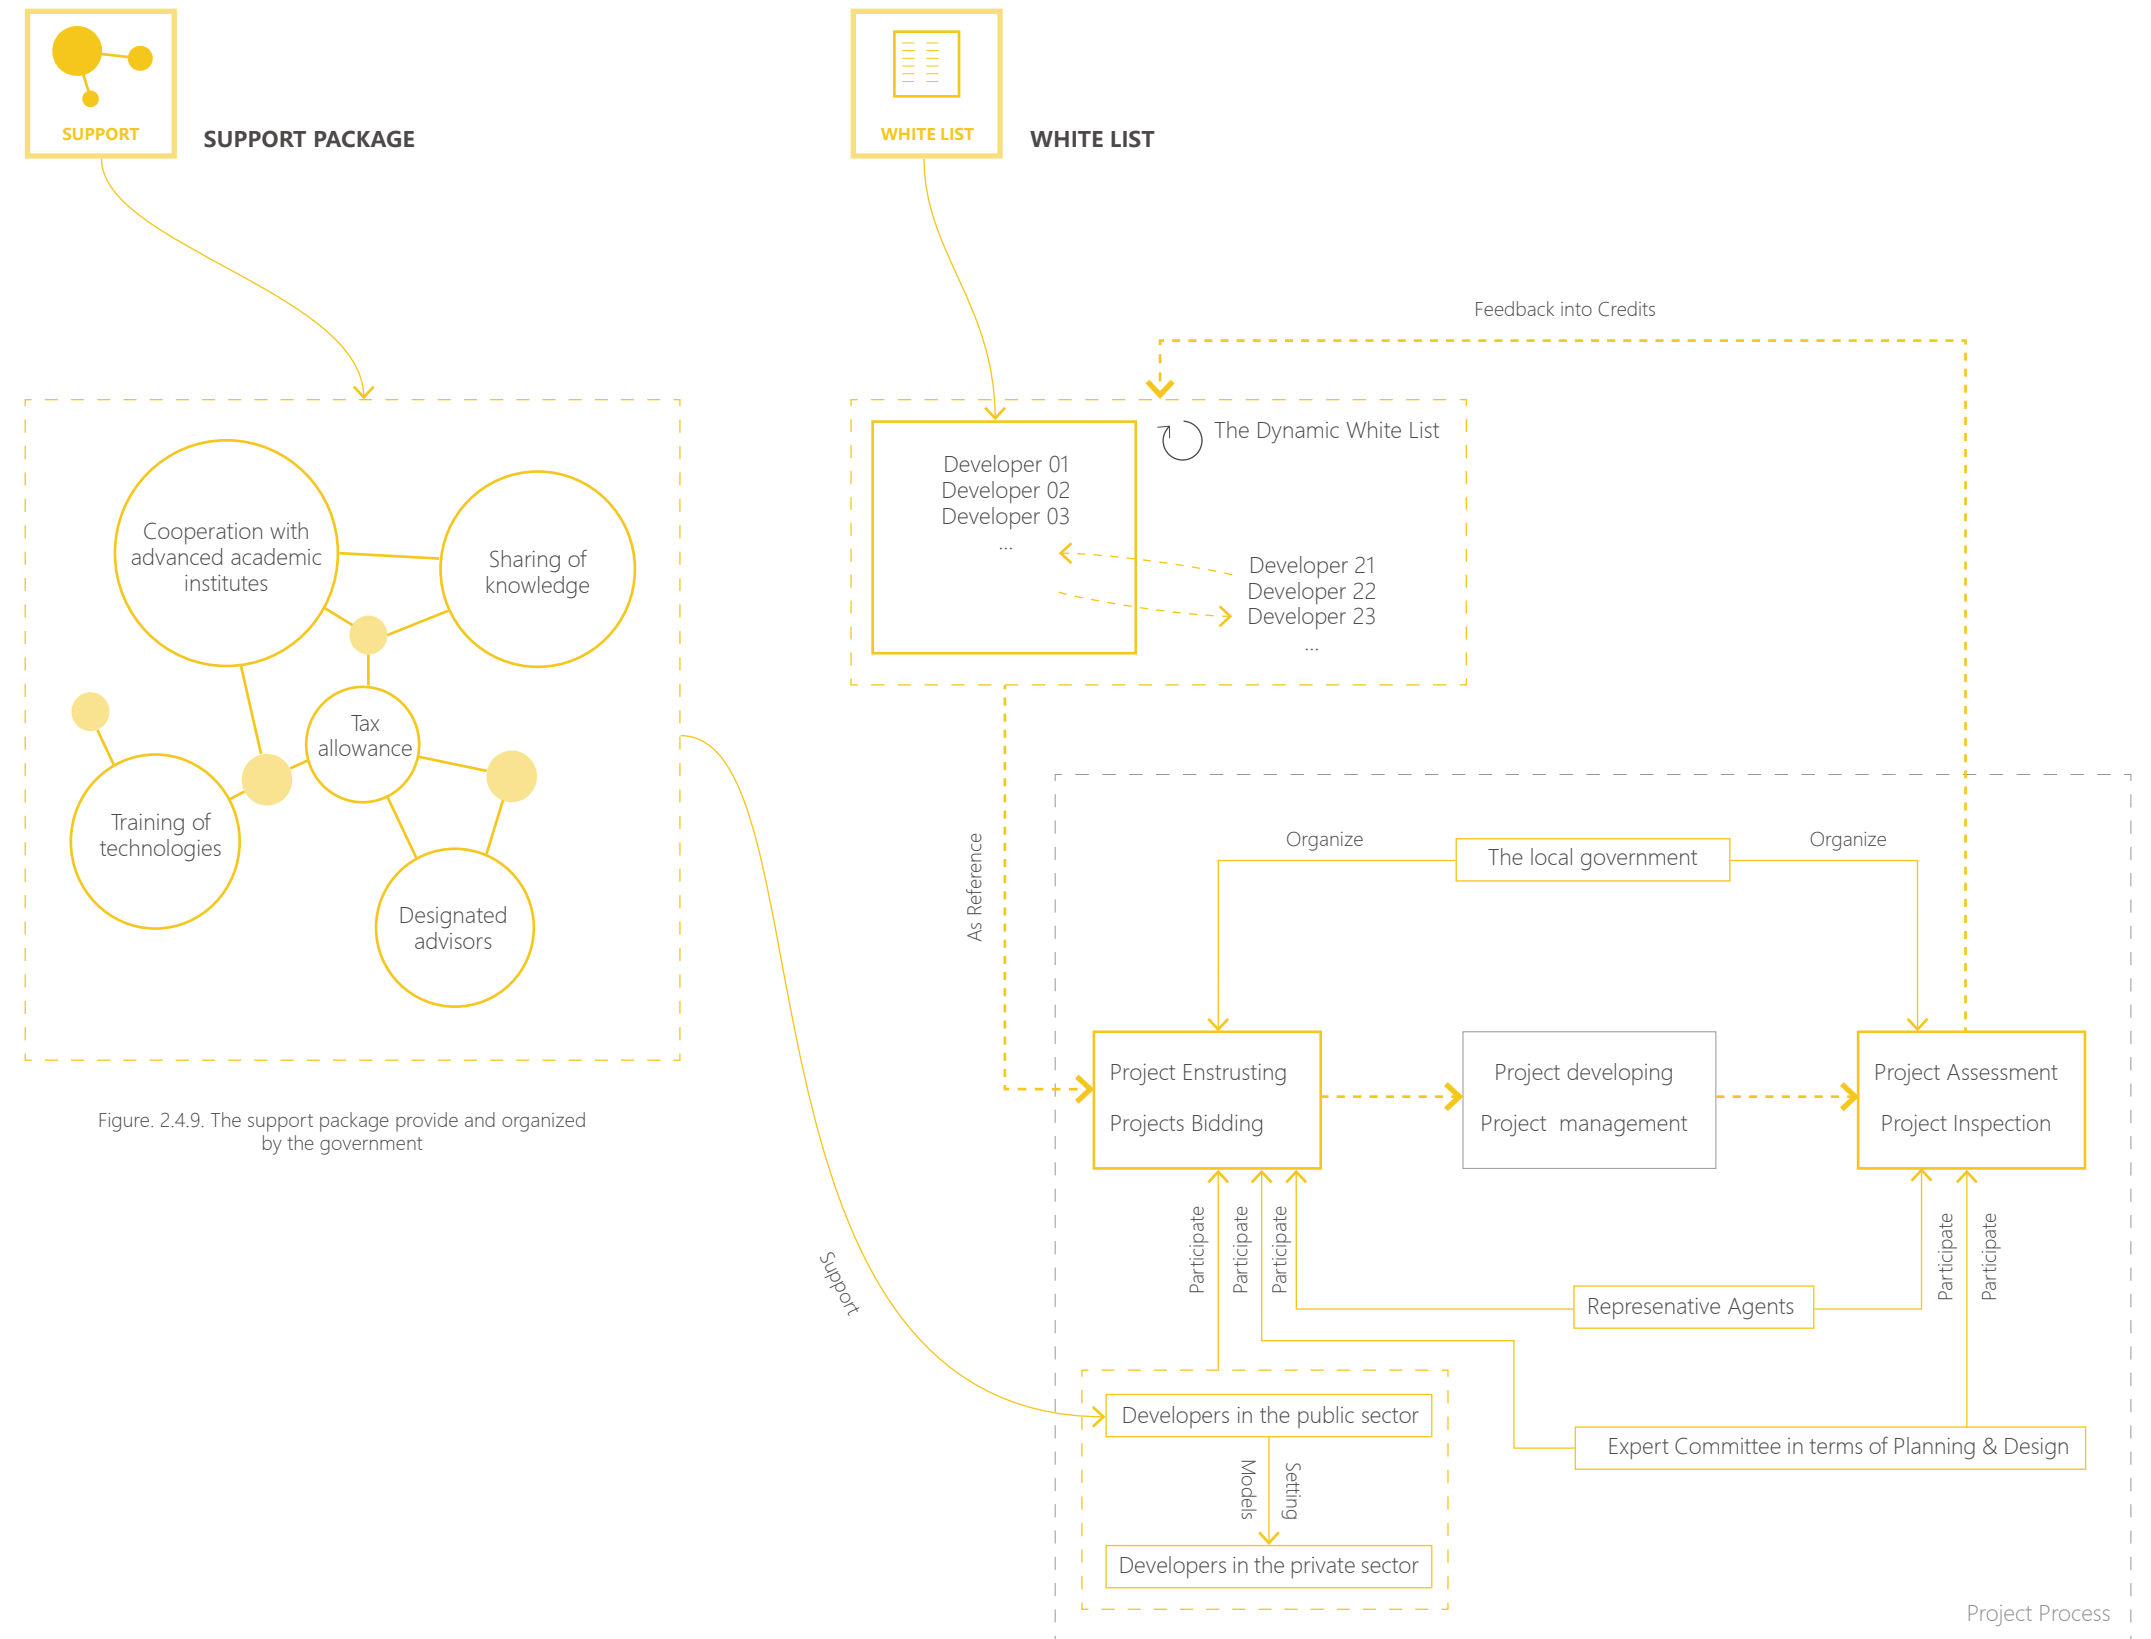 SUPPORT
SUPPORT PACKAGE
WHITE LIST
WHITE LIST
Feedback into Credits
Cooperation with
advanced academic
institutes
Sharing of
knowledge
Tax
allowance
Training of
technologies
Designated
advisors
Figure. 2.4.9. The support package provide and organized
by the government
The Dynamic White List
Developer 01
Developer 02
Developer 03
...
Developer 21
Developer 22
Developer 23
...
As Reference
Support
Organize
The local government
Organize
Project Enstrusting
Projects Bidding
Project developing
Project management
Project Assessment
Project Inspection
Participate
Participate
Participate
Participate
Participate
Represenative Agents
Developers in the public sector
Expert Committee in terms of Planning & Design
Setting
Models
Developers in the private sector
Project Process